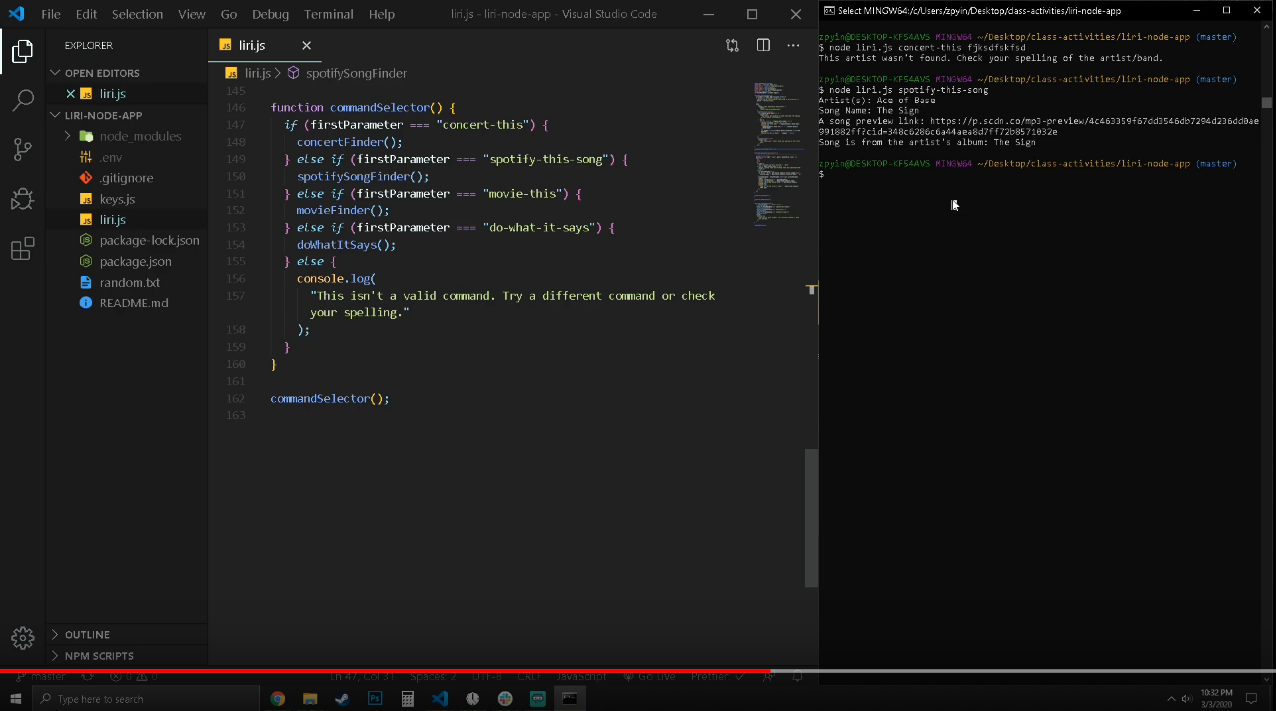 File Edit Selection View Go Debug Terminal Help
liri.js - liri-node-app - Visual Studio Code
EXPLORER
OPEN EDITORS
liri.js
LIRI-NODE-APP
node_modules
.env
.gitignore
keys.js
liri.js
package-lock.json
package.json
random.txt
README.md
OUTLINE
NPM SCRIPTS
liri.js
liri.js > spotifySongFinder
145
146 function commandSelector() {
147 if (firstParameter === "concert-this") {
148 concertFinder();
149 } else if (firstParameter === "spotify-this-song") {
150 spotifySongFinder();
151 } else if (firstParameter === "movie-this") {
152 movieFinder();
153 } else if (firstParameter === "do-what-it-says") {
154 doWhatItSays();
155 } else {
156 console.log(
157 "This isn't a valid command. Try a different command or check
your spelling."
158 );
159 }
160 }
161
162 commandSelector();
163
master 0 0 Ln 47, Col 31 Spaces: 2 UTF-8 CRLF JavaScript Go Live Prettier
Select MINGW64:/c/Users/zpyin/Desktop/class-activities/liri-node-app
zpyin@DESKTOP-KFS4AVS MINGW64 ~/Desktop/class-activities/liri-node-app (master)
$ node liri.js concert-this fjksdfskfsd
This artist wasn't found. Check your spelling of the artist/band.
zpyin@DESKTOP-KFS4AVS MINGW64 ~/Desktop/class-activities/liri-node-app (master)
$ node liri.js spotify-this-song
Artist(s): Ace of Base
Song Name: The Sign
A song preview link: https://p.scdn.co/mp3-preview/4c463359f67dd3546db7294d236dd0ae
991882ff?cid=348c6286c6a44aea8d7ff72b8571032e
Song is from the artist's album: The Sign
zpyin@DESKTOP-KFS4AVS MINGW64 ~/Desktop/class-activities/liri-node-app (master)
$
Type here to search
10:32 PM
3/3/2020